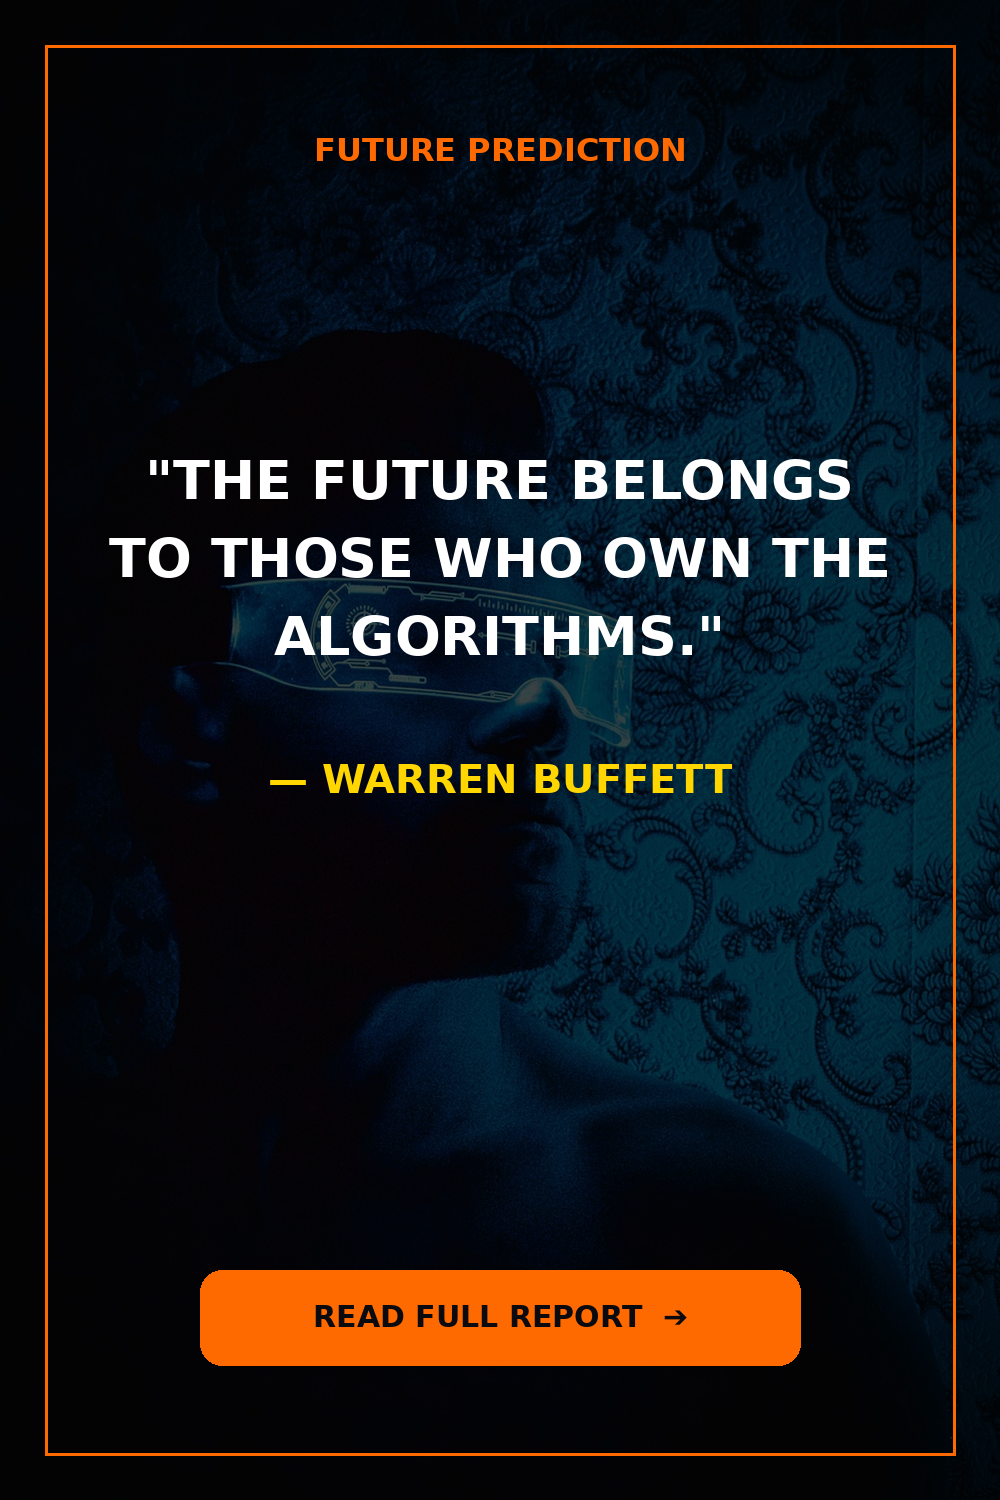 FUTURE PREDICTION
"THE FUTURE BELONGS
TO THOSE WHO OWN THE
ALGORITHMS."
— WARREN BUFFETT
READ FULL REPORT ➔